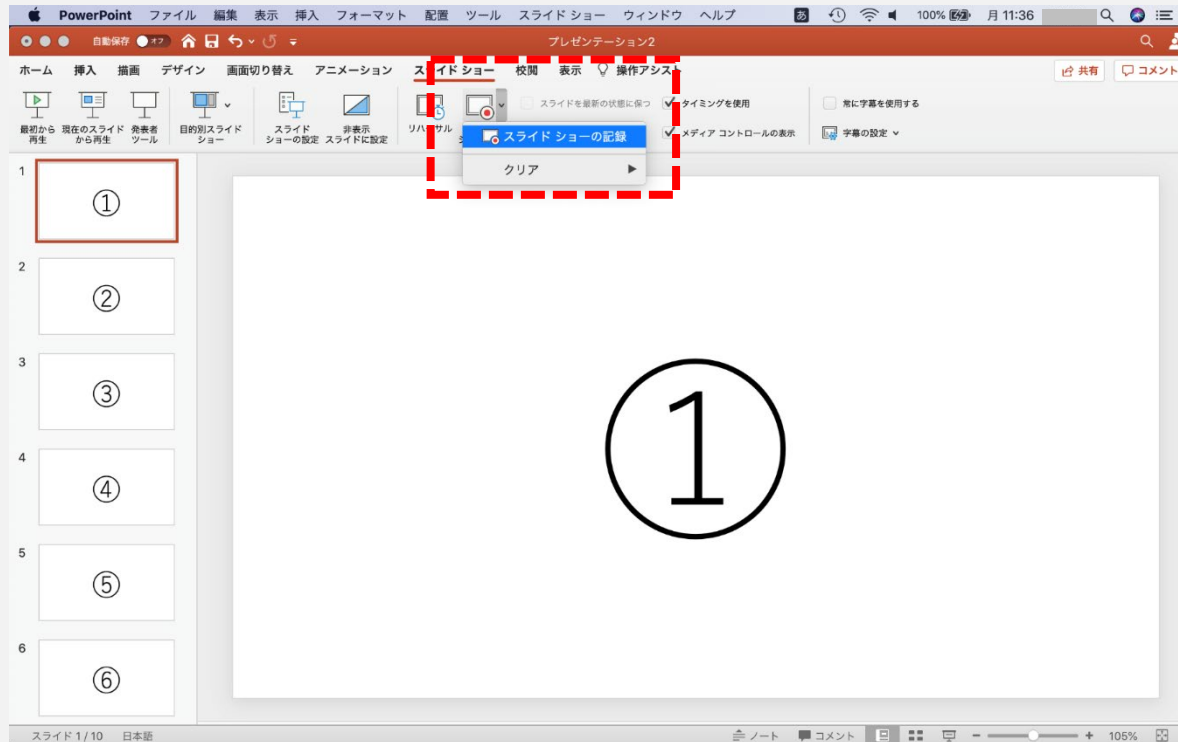 PowerPoint ファイル 編集 表示 挿入 フォーマット 配置 ツール スライド ショー ウィンドウ ヘルプ あ 100% 月 11:36
自動保存 オフ プレゼンテーション2
ホーム 挿入 描画 デザイン 画面切り替え アニメーション スライド ショー 校閲 表示 操作アシスト 共有 コメント
最初から
再生
現在のスライド
から再生
発表者
ツール
目的別スライド
ショー
スライド
ショーの設定
非表示
スライドに設定
リハーサル
スライドを最新の状態に保つ
タイミングを使用
メディア コントロールの表示
常に字幕を使用する
字幕の設定
スライド ショーの記録
クリア
1
①
2
②
3
③
4
④
5
⑤
6
⑥
①
スライド 1 / 10 日本語 ノート コメント 105%